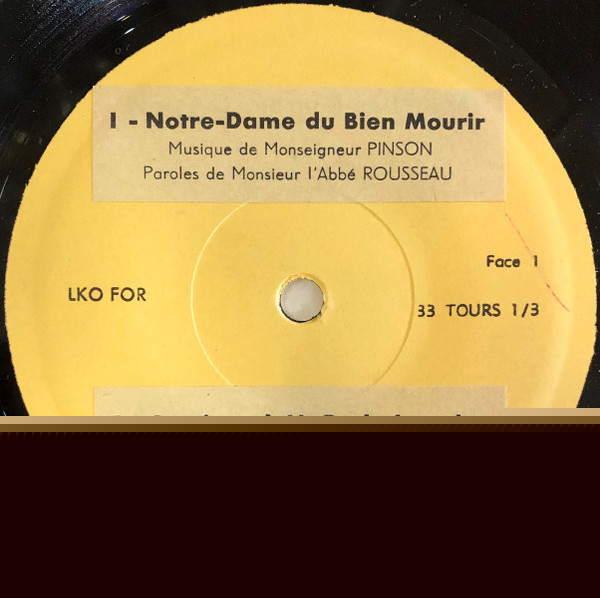 1 - Notre-Dame du Bien Mourir
Musique de Monseigneur PINSON
Paroles de Monsieur l'Abbé ROUSSEAU
Face 1
LKO FOR
33 TOURS 1/3